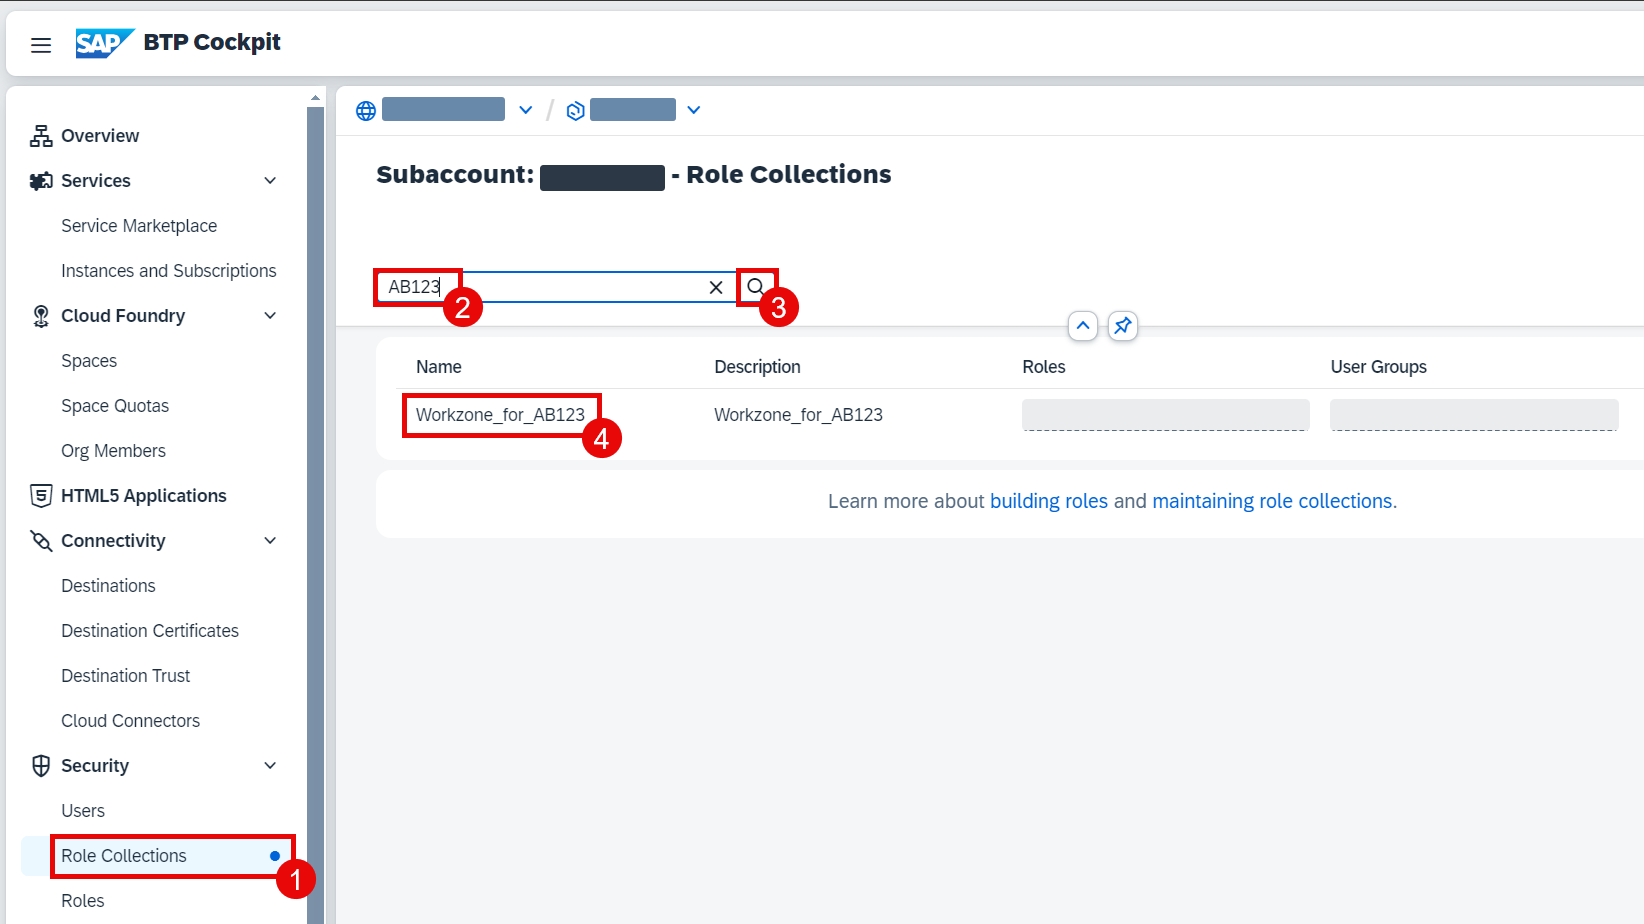 SAP BTP Cockpit
Overview
Services
Service Marketplace
Instances and Subscriptions
Cloud Foundry
Spaces
Space Quotas
Org Members
5 HTML5 Applications
Connectivity
Destinations
Destination Certificates
Destination Trust
Cloud Connectors
Security
Users
Role Collections
1
Roles
/
Subaccount: - Role Collections
AB123
2
3
Name Description Roles User Groups
Workzone_for_AB123 Workzone_for_AB123
4
Learn more about building roles and maintaining role collections.